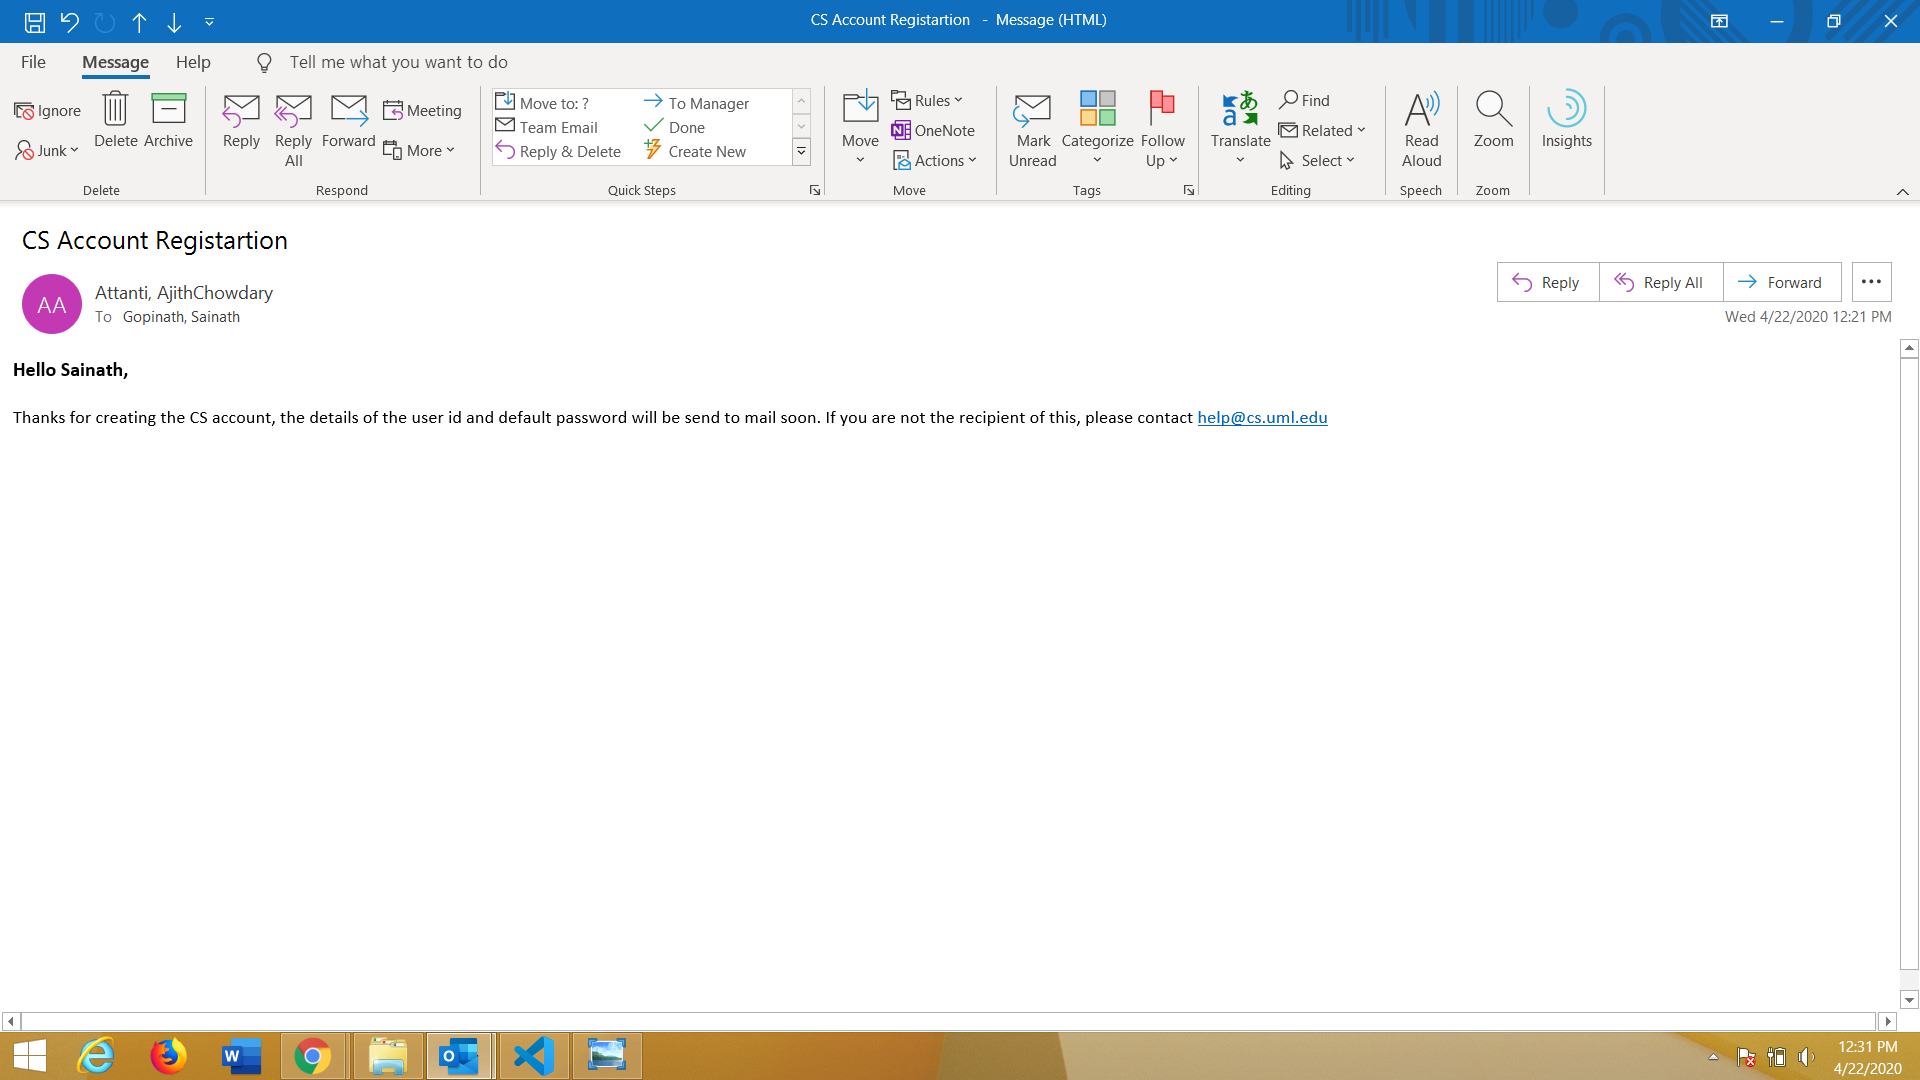 CS Account Registartion - Message (HTML)
File Message Help Tell me what you want to do
Ignore
Junk
Delete
Archive
Delete
Reply
Reply All
Forward
Meeting
More
Respond
Move to: ?
To Manager
Team Email
Done
Reply & Delete
Create New
Quick Steps
Move
Rules
OneNote
Actions
Move
Mark Unread
Categorize
Follow Up
Tags
Translate
Find
Related
Select
Editing
Read Aloud
Speech
Zoom
Zoom
Insights
CS Account Registartion
AA
Attanti, AjithChowdary
To Gopinath, Sainath
Reply
Reply All
Forward
Wed 4/22/2020 12:21 PM
Hello Sainath,
Thanks for creating the CS account, the details of the user id and default password will be send to mail soon. If you are not the recipient of this, please contact help@cs.uml.edu
12:31 PM
4/22/2020